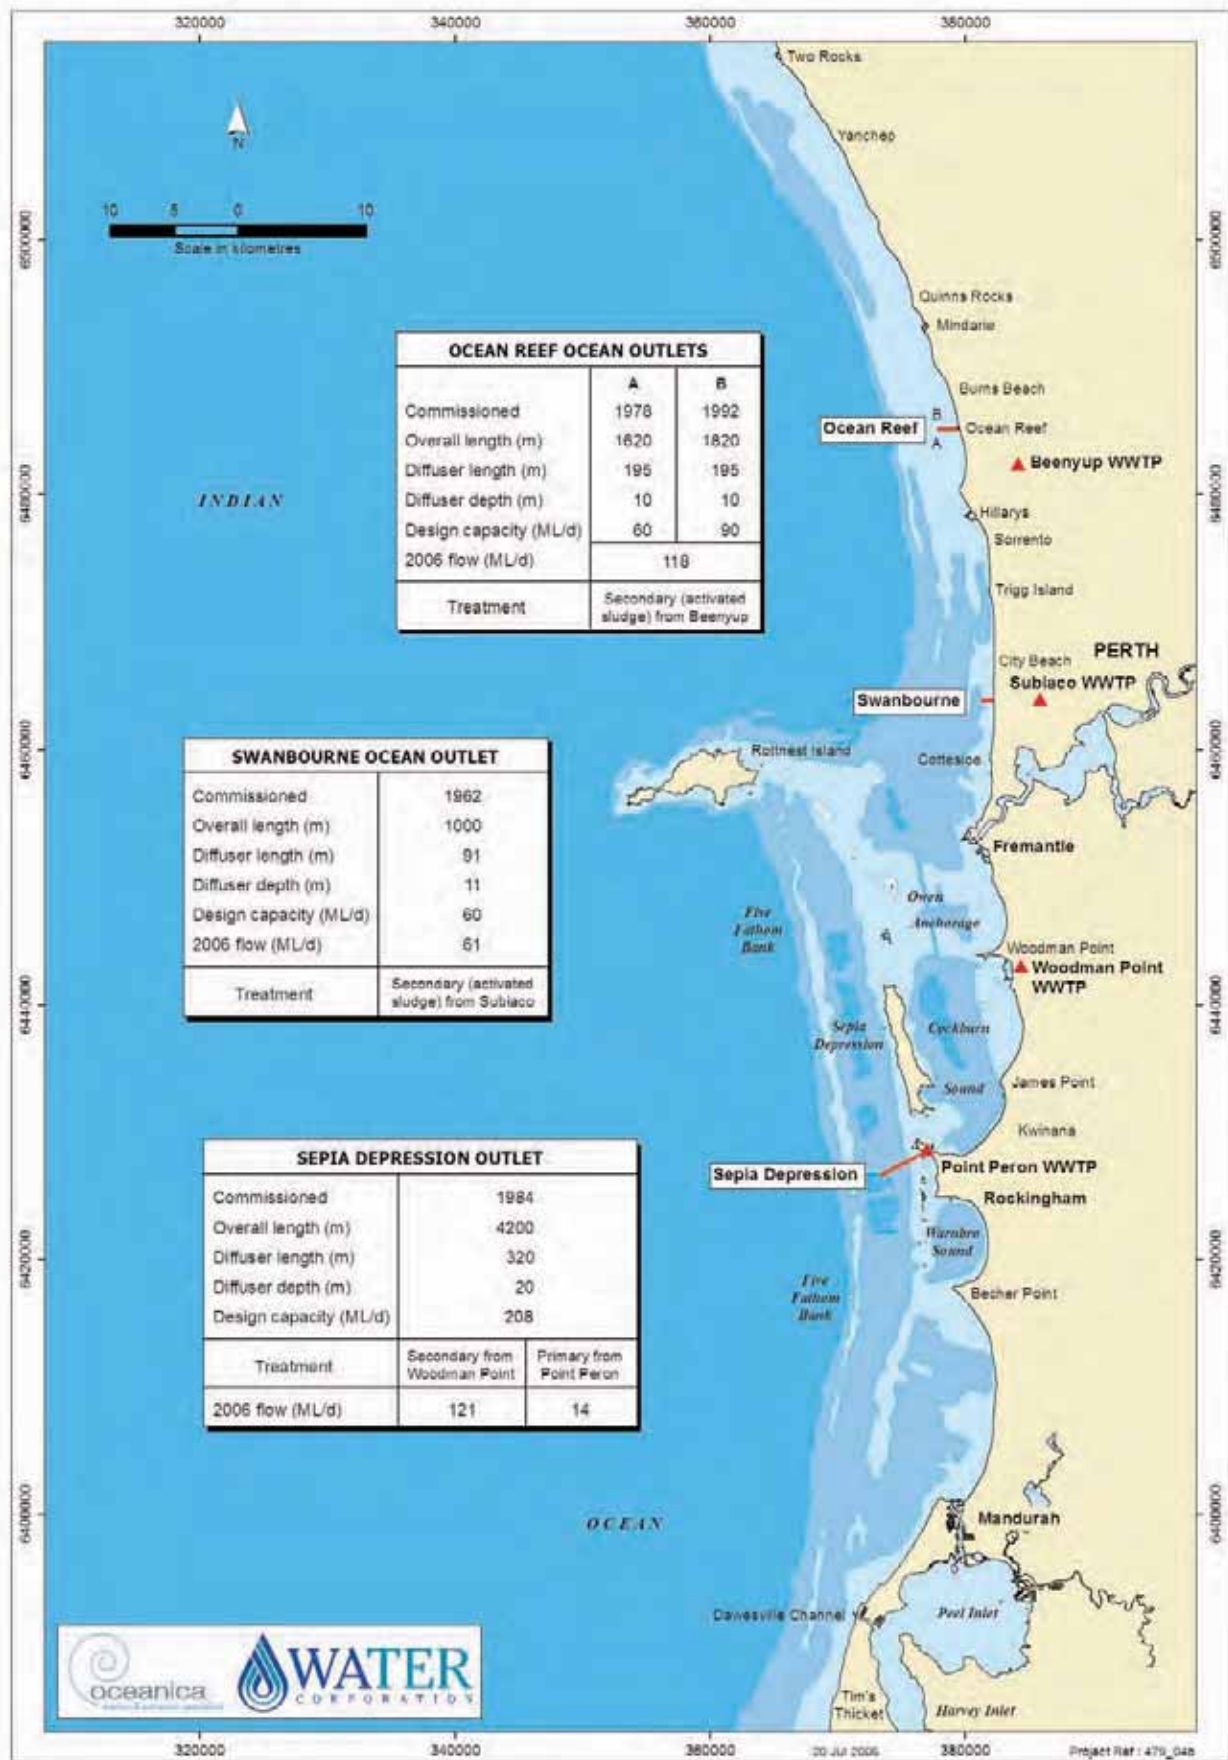 320000 340000 360000 380000
Two Rocks
Yanchep
N
10 5 0 10
Scale in kilometres
6500000 6500000
Quinns Rocks
Mindarie
OCEAN REEF OCEAN OUTLETS
A B
Commissioned 1978 1992
Overall length (m) 1620 1820
Diffuser length (m) 195 195
Diffuser depth (m) 10 10
Design capacity (ML/d) 60 90
2006 flow (ML/d) 118
Treatment Secondary (activated
sludge) from Beenyup
Burns Beach
B
Ocean Reef Ocean Reef
A
Beenyup WWTP
INDIAN
6480000 6480000
Hillarys
Sorrento
Trigg Island
PERTH
City Beach
Subiaco WWTP
Swanbourne
6460000 6460000
Rottnest Island
Cottesloe
SWANBOURNE OCEAN OUTLET
Commissioned 1962
Overall length (m) 1000
Diffuser length (m) 91
Diffuser depth (m) 11
Design capacity (ML/d) 60
2006 flow (ML/d) 61
Treatment Secondary (activated
sludge) from Subiaco
Fremantle
Owen
Anchorage
Five
Fathom
Bank
Woodman Point
Woodman Point
WWTP
6440000 6440000
Sepia
Depression
Cockburn
Sound
James Point
Kwinana
Sepia Depression
Point Peron WWTP
Rockingham
SEPIA DEPRESSION OUTLET
Commissioned 1984
Overall length (m) 4200
Diffuser length (m) 320
Diffuser depth (m) 20
Design capacity (ML/d) 208
Treatment Secondary from Primary from
Woodman Point Point Peron
2006 flow (ML/d) 121 14
Warnbro
Sound
6420000 6420000
Five
Fathom
Bank
Becher Point
6400000 6400000
OCEAN
Mandurah
Dawesville Channel
Peel Inlet
oceanica
WATER
CORPORATION
Tim's
Thicket
Harvey Inlet
320000 340000 360000 380000
20 Jul 2006
Project Ref : 479_04b